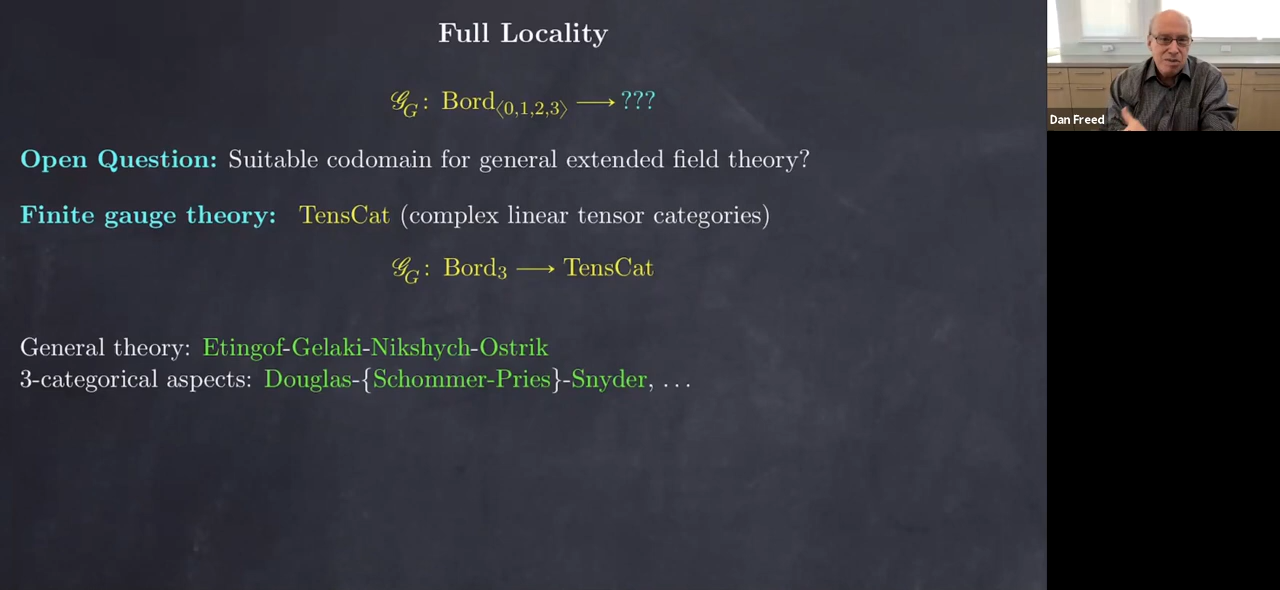 Full Locality
𝒢_G : Bord⟨0,1,2,3⟩ ⟶ ???
Open Question: Suitable codomain for general extended field theory?
Finite gauge theory: TensCat (complex linear tensor categories)
𝒢_G : Bord₃ ⟶ TensCat
General theory: Etingof-Gelaki-Nikshych-Ostrik
3-categorical aspects: Douglas-{Schommer-Pries}-Snyder, ...
Dan Freed